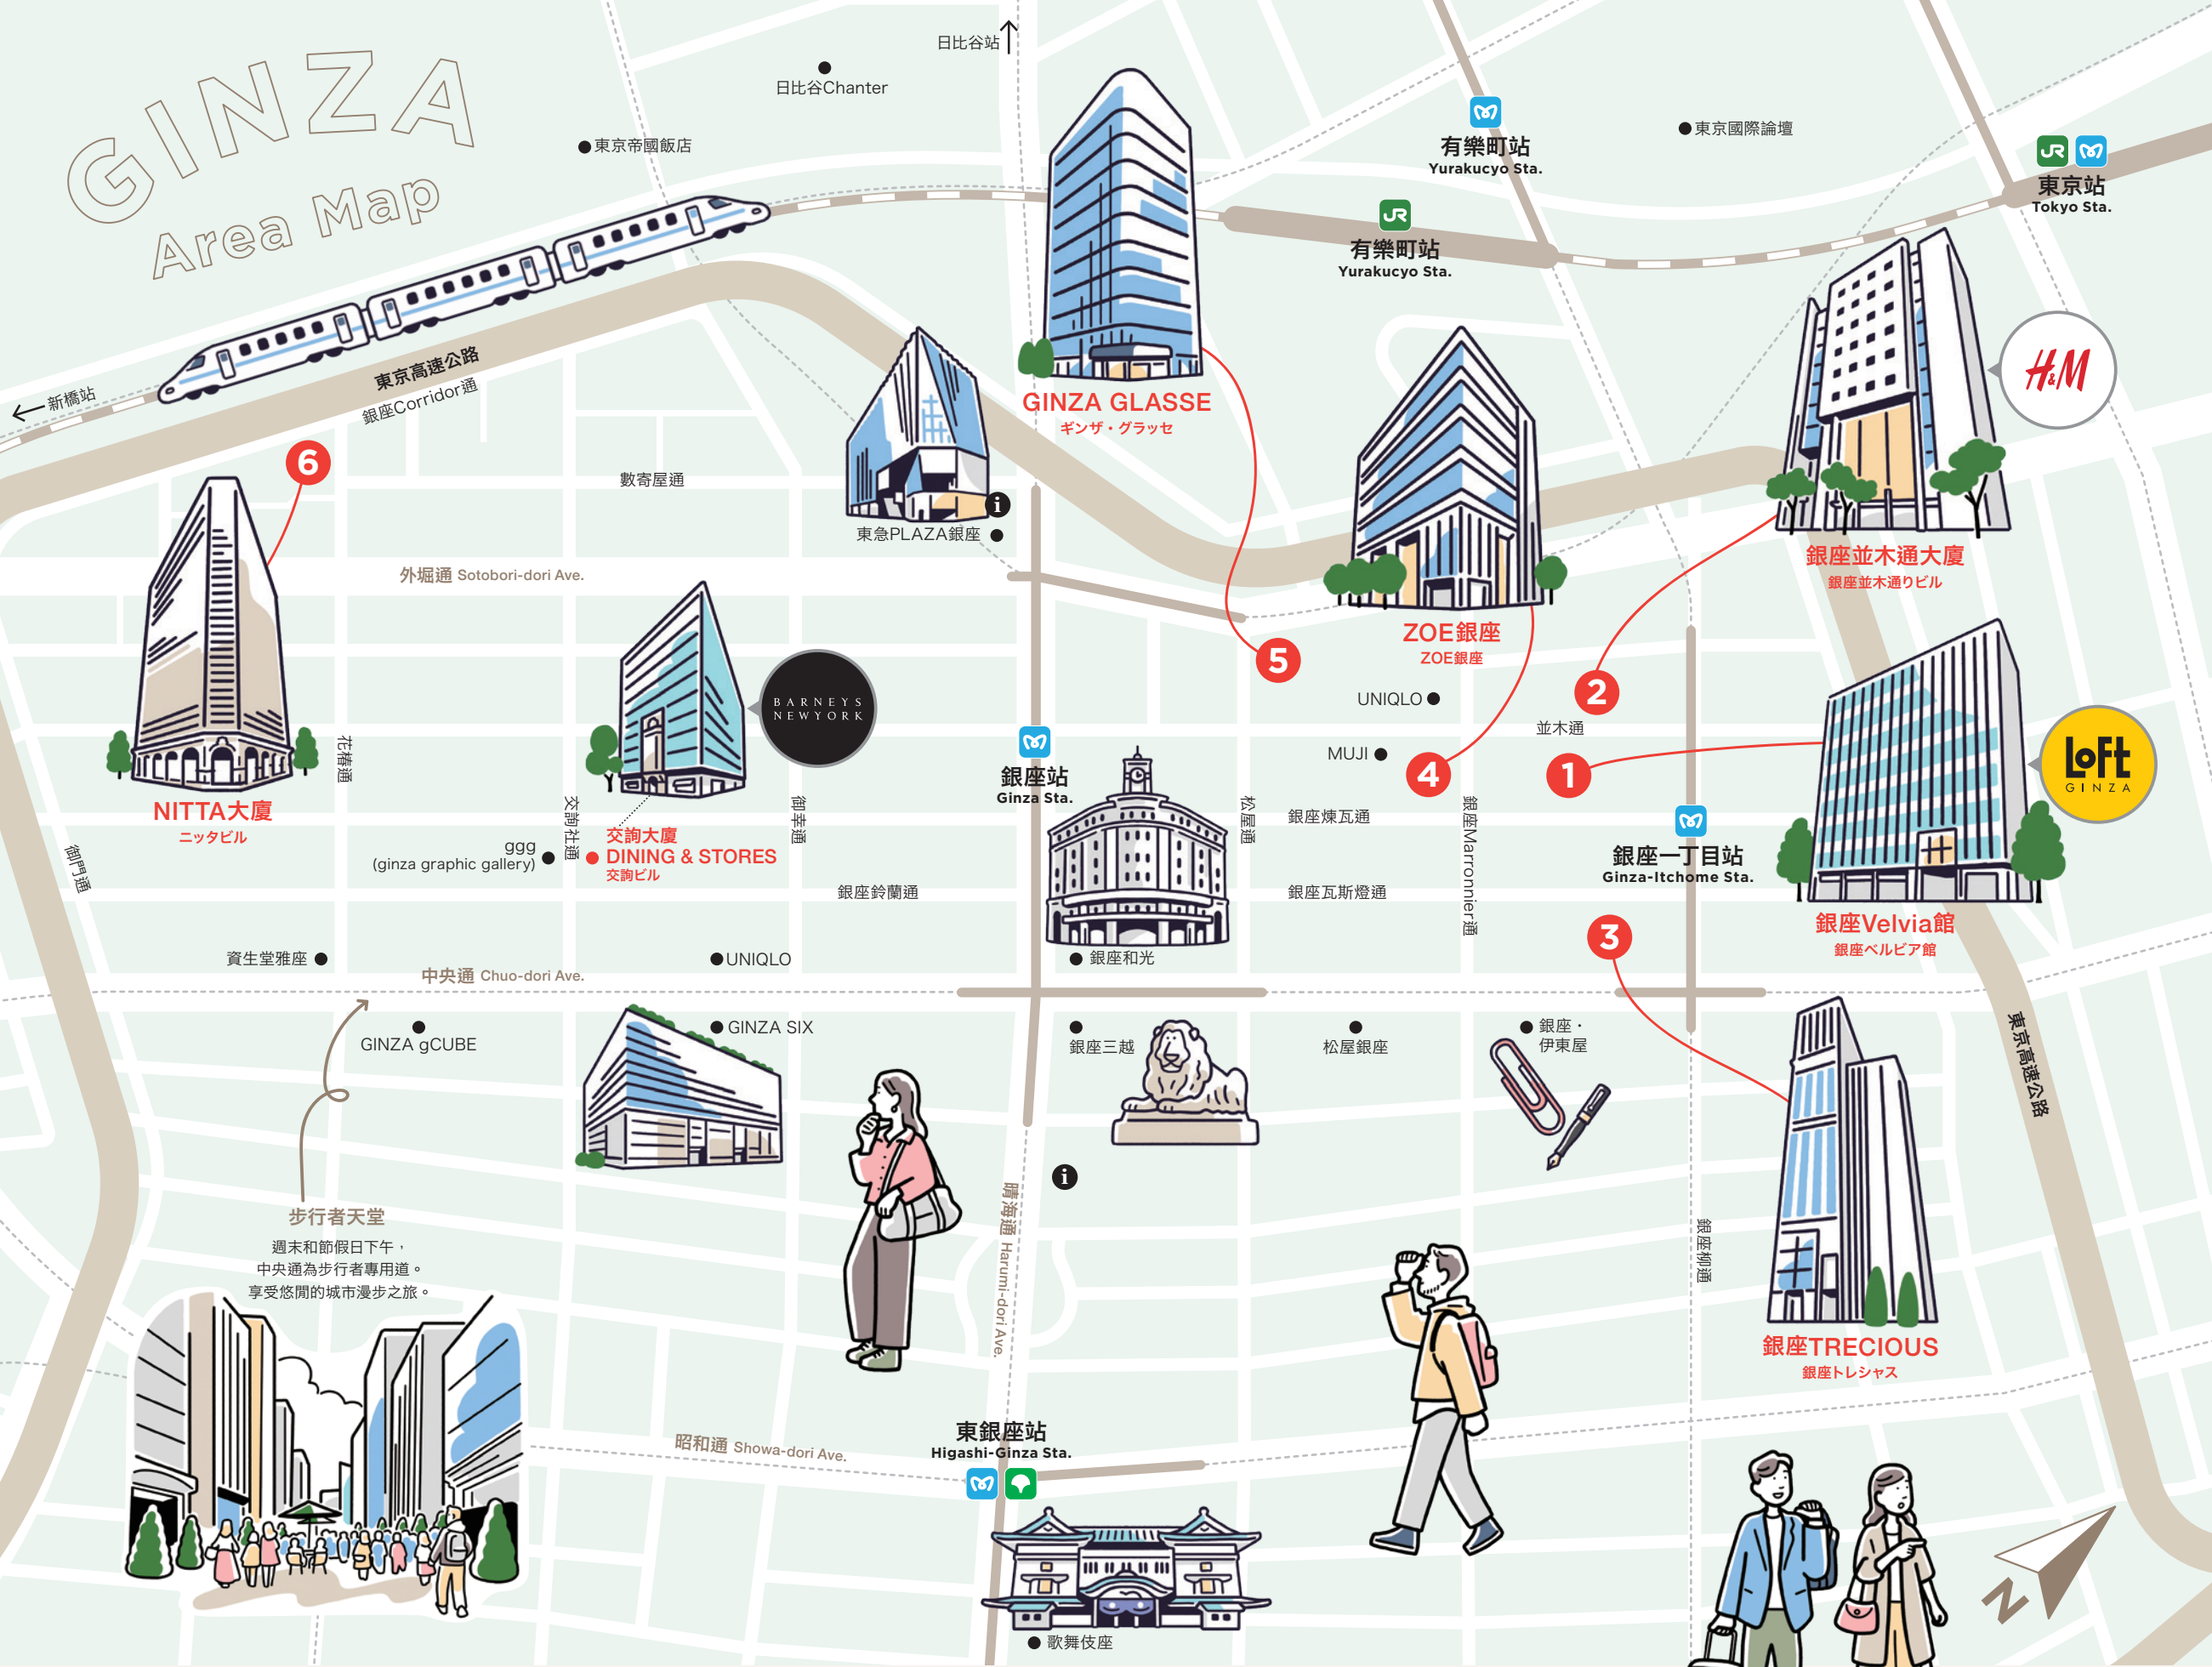 GINZA
Area Map
日比谷站
日比谷Chanter
東京帝國飯店
有樂町站
Yurakucyo Sta.
東京國際論壇
JR
東京站
Tokyo Sta.
JR
有樂町站
Yurakucyo Sta.
新橋站
東京高速公路
銀座Corridor通
GINZA GLASSE
ギンザ・グラッセ
H&M
6
數寄屋通
i
東急PLAZA銀座
外堀通 Sotobori-dori Ave.
銀座並木通大廈
銀座並木通りビル
ZOE銀座
ZOE銀座
5
2
UNIQLO
並木通
BARNEYS
NEWYORK
MUJI
4
1
LOFT
GINZA
銀座站
Ginza Sta.
花椿通
NITTA大廈
ニッタビル
交詢社通
御幸通
松屋通
銀座煉瓦通
銀座Marronnier通
交詢大廈
DINING & STORES
交詢ビル
ggg
(ginza graphic gallery)
御門通
銀座一丁目站
Ginza-Itchome Sta.
銀座鈴蘭通
銀座瓦斯燈通
銀座Velvia館
銀座ベルビア館
3
資生堂雅座
UNIQLO
銀座和光
中央通 Chuo-dori Ave.
GINZA gCUBE
GINZA SIX
銀座三越
松屋銀座
銀座・
伊東屋
東京高速公路
i
步行者天堂
週末和節假日下午，
中央通為步行者專用道。
享受悠閒的城市漫步之旅。
晴海通 Harumi-dori Ave.
銀座柳通
銀座TRECIOUS
銀座トレシャス
昭和通 Showa-dori Ave.
東銀座站
Higashi-Ginza Sta.
歌舞伎座
N